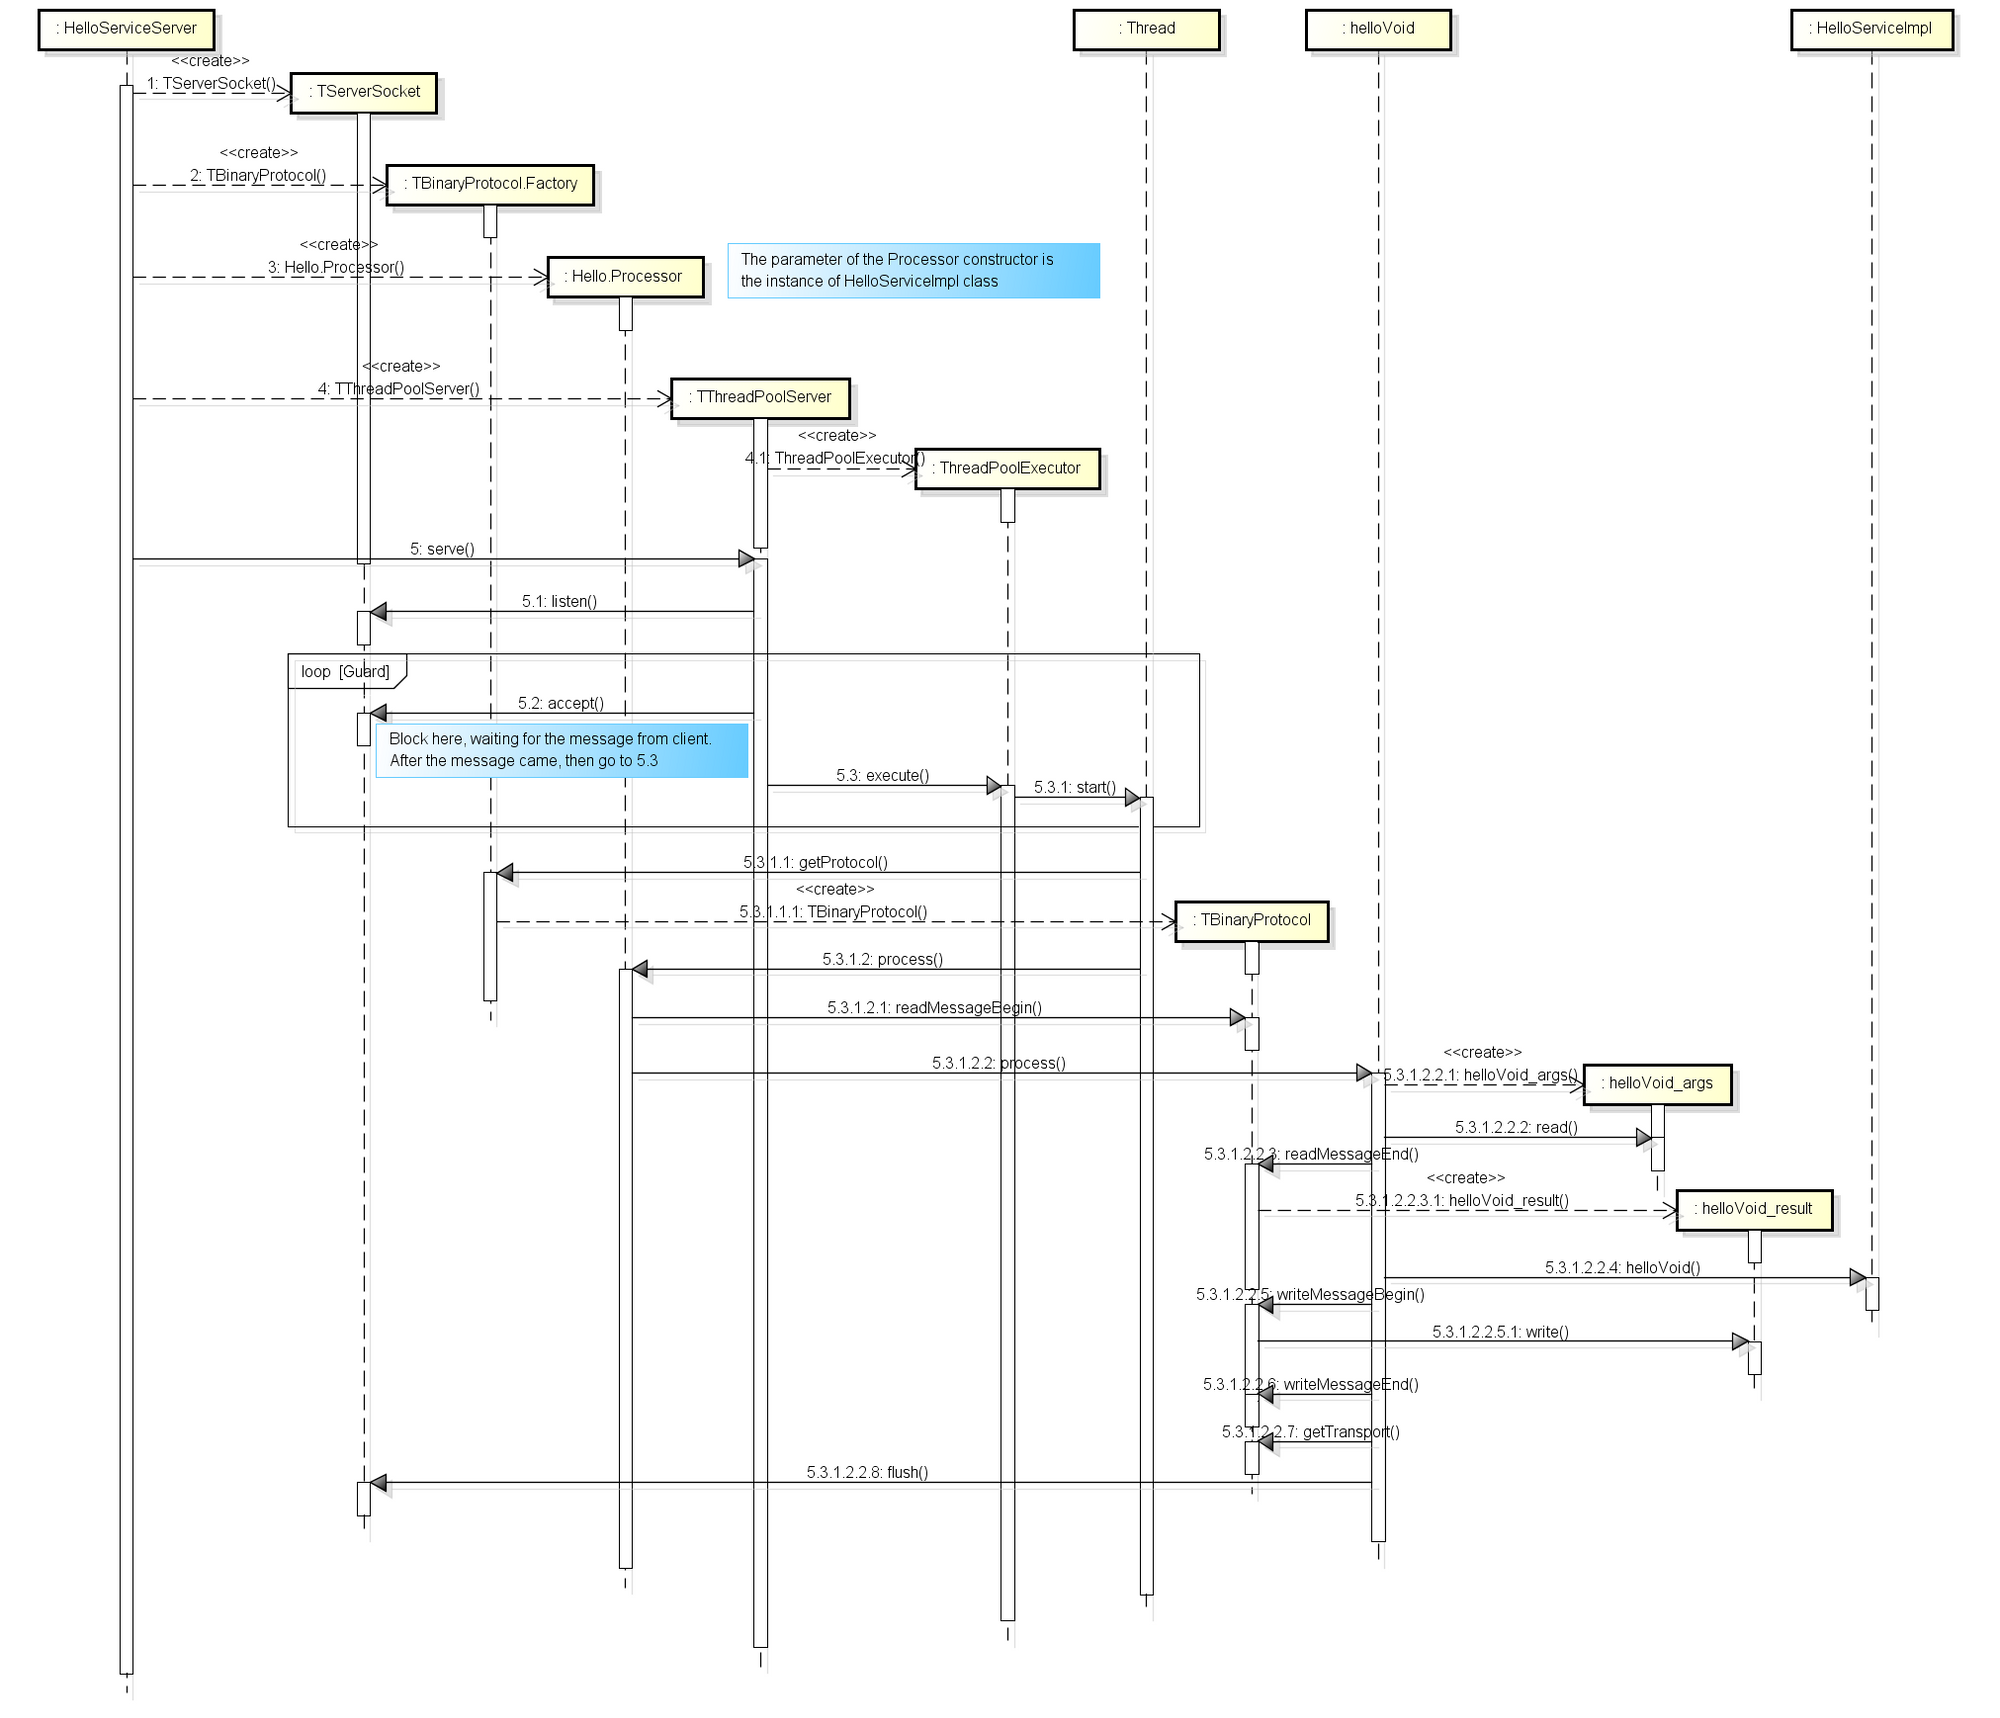 : HelloServiceServer
: Thread
: helloVoid
: HelloServiceImpl
<<create>>
1: TServerSocket()
: TServerSocket
<<create>>
2: TBinaryProtocol()
: TBinaryProtocol.Factory
<<create>>
3: Hello.Processor()
: Hello.Processor
The parameter of the Processor constructor is
the instance of HelloServiceImpl class
<<create>>
4: TThreadPoolServer()
: TThreadPoolServer
<<create>>
4.1: ThreadPoolExecutor()
: ThreadPoolExecutor
5: serve()
5.1: listen()
loop [Guard]
5.2: accept()
Block here, waiting for the message from client.
After the message came, then go to 5.3
5.3: execute()
5.3.1: start()
5.3.1.1: getProtocol()
<<create>>
5.3.1.1.1: TBinaryProtocol()
: TBinaryProtocol
5.3.1.2: process()
5.3.1.2.1: readMessageBegin()
5.3.1.2.2: process()
<<create>>
5.3.1.2.2.1: helloVoid_args()
: helloVoid_args
5.3.1.2.2.2: read()
5.3.1.2.2.3: readMessageEnd()
<<create>>
5.3.1.2.2.3.1: helloVoid_result()
: helloVoid_result
5.3.1.2.2.4: helloVoid()
5.3.1.2.2.5: writeMessageBegin()
5.3.1.2.2.5.1: write()
5.3.1.2.2.6: writeMessageEnd()
5.3.1.2.2.7: getTransport()
5.3.1.2.2.8: flush()